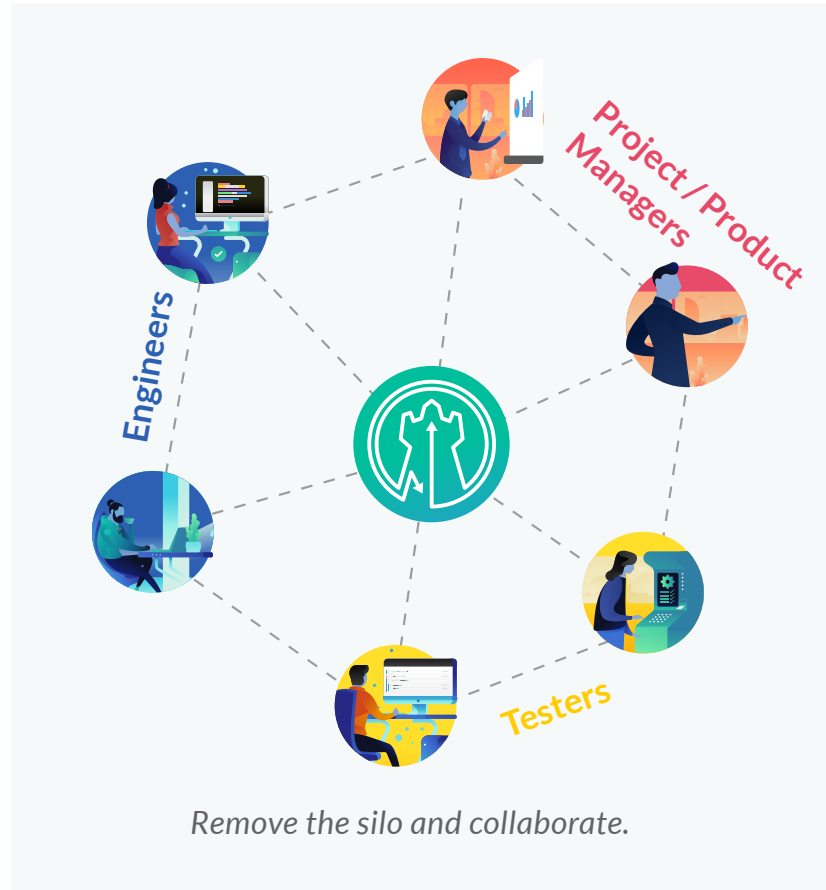 Project / Product
Managers
Engineers
Testers
Remove the silo and collaborate.